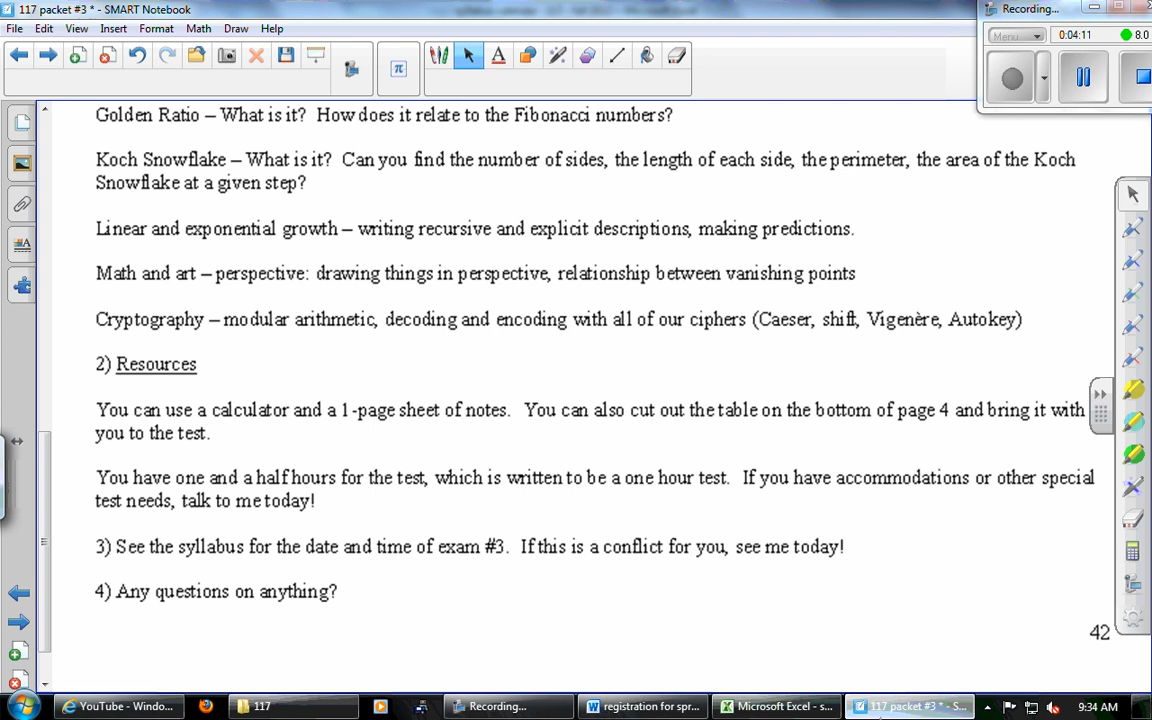 117 packet #3 * - SMART Notebook
Recording...
File Edit View Insert Format Math Draw Help
Menu
0:04:11
8.0
π
A
Golden Ratio – What is it? How does it relate to the Fibonacci numbers?
Koch Snowflake – What is it? Can you find the number of sides, the length of each side, the perimeter, the area of the Koch
Snowflake at a given step?
Linear and exponential growth – writing recursive and explicit descriptions, making predictions.
Math and art – perspective: drawing things in perspective, relationship between vanishing points
Cryptography – modular arithmetic, decoding and encoding with all of our ciphers (Caeser, shift, Vigenère, Autokey)
2) Resources
You can use a calculator and a 1-page sheet of notes. You can also cut out the table on the bottom of page 4 and bring it with
you to the test.
You have one and a half hours for the test, which is written to be a one hour test. If you have accommodations or other special
test needs, talk to me today!
3) See the syllabus for the date and time of exam #3. If this is a conflict for you, see me today!
4) Any questions on anything?
42
YouTube - Windo...
117
Recording...
registration for spr...
Microsoft Excel - s...
117 packet #3 * - S...
9:34 AM